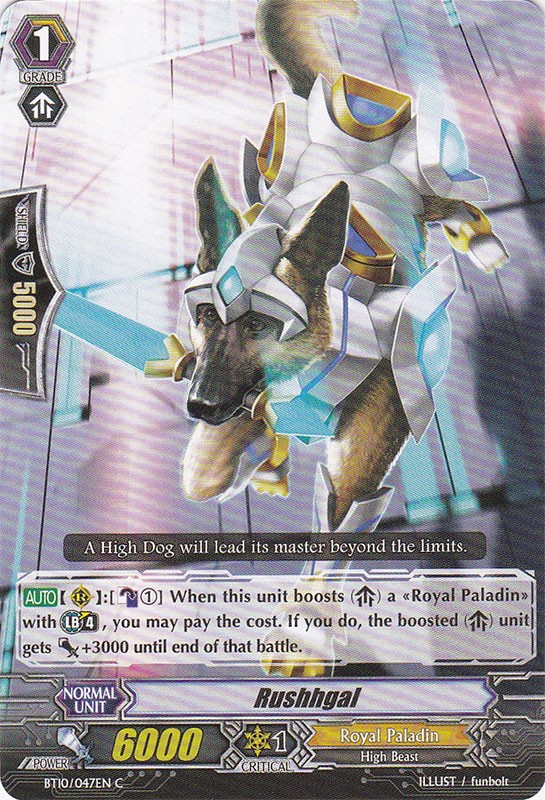 1
GRADE
SHIELD
5000
A High Dog will lead its master beyond the limits.
AUTO [ R ]:[ ① ] When this unit boosts ( ) a «Royal Paladin»
with LB 4 , you may pay the cost. If you do, the boosted ( ) unit
gets +3000 until end of that battle.
NORMAL
UNIT
Rushhgal
POWER
6000
1
CRITICAL
Royal Paladin
High Beast
BT10/047EN C
ILLUST / funbolt